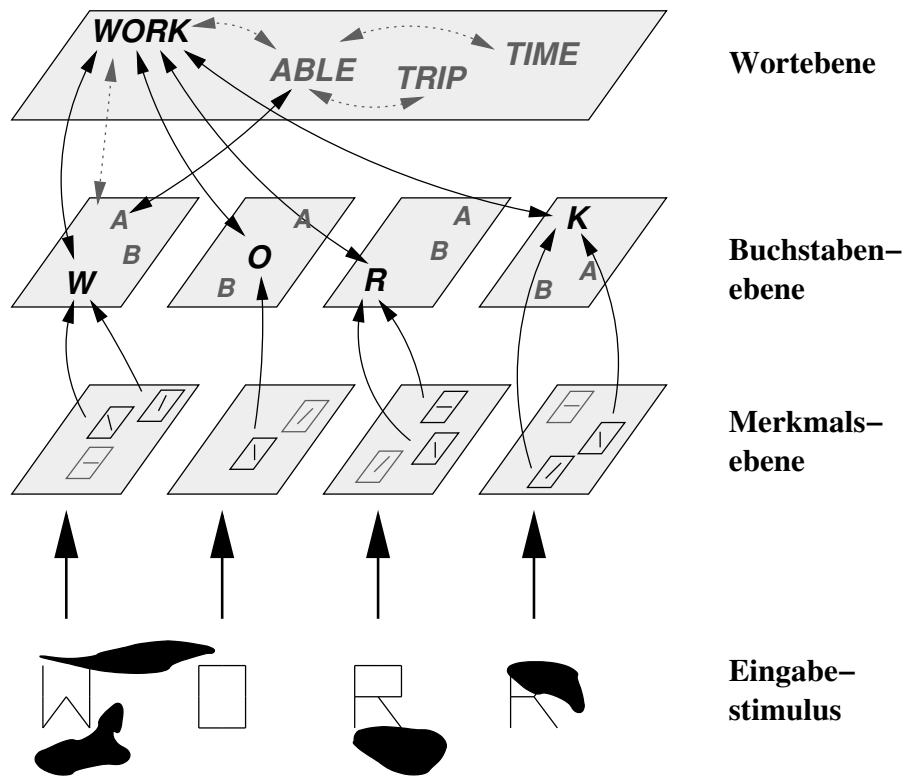 WORK
ABLE
TRIP
TIME
Wortebene
A
B
W
A
O
B
A
B
R
K
A
B
Buchstaben–
ebene
Merkmals–
ebene
Eingabe–
stimulus